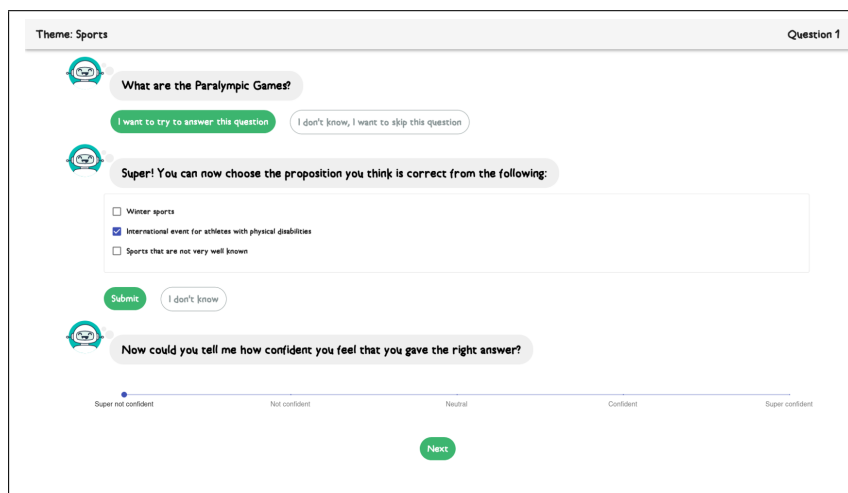 Theme: Sports
Question 1
What are the Paralympic Games?
I want to try to answer this question
I don't know, I want to skip this question
Super! You can now choose the proposition you think is correct from the following:
Winter sports
International event for athletes with physical disabilities
Sports that are not very well known
Submit
I don't know
Now could you tell me how confident you feel that you gave the right answer?
Super not confident
Not confident
Neutral
Confident
Super confident
Next